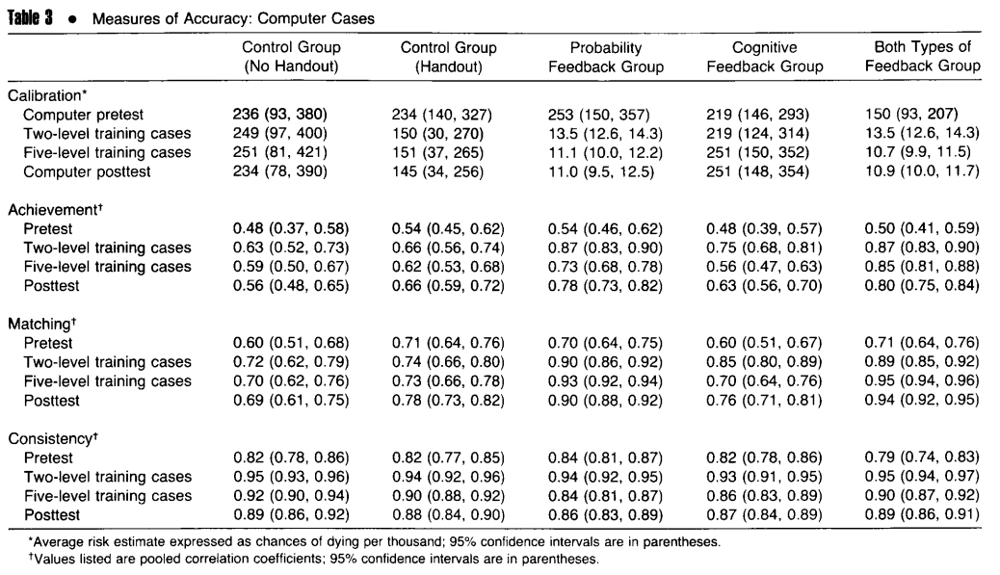 Table 3 • Measures of Accuracy: Computer Cases
Control Group (No Handout) Control Group (Handout) Probability Feedback Group Cognitive Feedback Group Both Types of Feedback Group
Calibration*
Computer pretest 236 (93, 380) 234 (140, 327) 253 (150, 357) 219 (146, 293) 150 (93, 207)
Two-level training cases 249 (97, 400) 150 (30, 270) 13.5 (12.6, 14.3) 219 (124, 314) 13.5 (12.6, 14.3)
Five-level training cases 251 (81, 421) 151 (37, 265) 11.1 (10.0, 12.2) 251 (150, 352) 10.7 (9.9, 11.5)
Computer posttest 234 (78, 390) 145 (34, 256) 11.0 (9.5, 12.5) 251 (148, 354) 10.9 (10.0, 11.7)
Achievement†
Pretest 0.48 (0.37, 0.58) 0.54 (0.45, 0.62) 0.54 (0.46, 0.62) 0.48 (0.39, 0.57) 0.50 (0.41, 0.59)
Two-level training cases 0.63 (0.52, 0.73) 0.66 (0.56, 0.74) 0.87 (0.83, 0.90) 0.75 (0.68, 0.81) 0.87 (0.83, 0.90)
Five-level training cases 0.59 (0.50, 0.67) 0.62 (0.53, 0.68) 0.73 (0.68, 0.78) 0.56 (0.47, 0.63) 0.85 (0.81, 0.88)
Posttest 0.56 (0.48, 0.65) 0.66 (0.59, 0.72) 0.78 (0.73, 0.82) 0.63 (0.56, 0.70) 0.80 (0.75, 0.84)
Matching†
Pretest 0.60 (0.51, 0.68) 0.71 (0.64, 0.76) 0.70 (0.64, 0.75) 0.60 (0.51, 0.67) 0.71 (0.64, 0.76)
Two-level training cases 0.72 (0.62, 0.79) 0.74 (0.66, 0.80) 0.90 (0.86, 0.92) 0.85 (0.80, 0.89) 0.89 (0.85, 0.92)
Five-level training cases 0.70 (0.62, 0.76) 0.73 (0.66, 0.78) 0.93 (0.92, 0.94) 0.70 (0.64, 0.76) 0.95 (0.94, 0.96)
Posttest 0.69 (0.61, 0.75) 0.78 (0.73, 0.82) 0.90 (0.88, 0.92) 0.76 (0.71, 0.81) 0.94 (0.92, 0.95)
Consistency†
Pretest 0.82 (0.78, 0.86) 0.82 (0.77, 0.85) 0.84 (0.81, 0.87) 0.82 (0.78, 0.86) 0.79 (0.74, 0.83)
Two-level training cases 0.95 (0.93, 0.96) 0.94 (0.92, 0.96) 0.94 (0.92, 0.95) 0.93 (0.91, 0.95) 0.95 (0.94, 0.97)
Five-level training cases 0.92 (0.90, 0.94) 0.90 (0.88, 0.92) 0.84 (0.81, 0.87) 0.86 (0.83, 0.89) 0.90 (0.87, 0.92)
Posttest 0.89 (0.86, 0.92) 0.88 (0.84, 0.90) 0.86 (0.83, 0.89) 0.87 (0.84, 0.89) 0.89 (0.86, 0.91)
*Average risk estimate expressed as chances of dying per thousand; 95% confidence intervals are in parentheses.
†Values listed are pooled correlation coefficients; 95% confidence intervals are in parentheses.